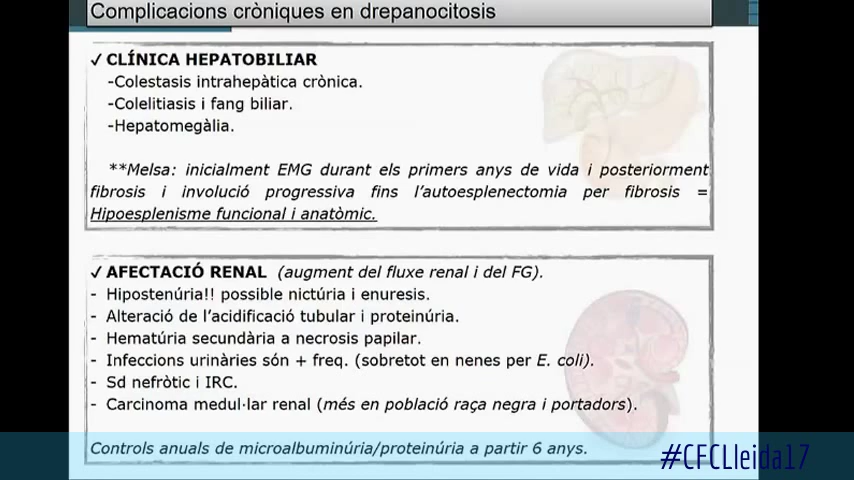 Complicacions cròniques en drepanocitosis
✓ CLÍNICA HEPATOBILIAR
-Colestasis intrahepàtica crònica.
-Colelitiasis i fang biliar.
-Hepatomegàlia.
**Melsa: inicialment EMG durant els primers anys de vida i posteriorment
fibrosis i involució progressiva fins l'autoesplenectomia per fibrosis =
Hipoesplenisme funcional i anatòmic.
✓ AFECTACIÓ RENAL (augment del fluxe renal i del FG).
- Hipostenúria!! possible nictúria i enuresis.
- Alteració de l'acidificació tubular i proteinúria.
- Hematúria secundària a necrosis papilar.
- Infeccions urinàries són + freq. (sobretot en nenes per E. coli).
- Sd nefròtic i IRC.
- Carcinoma medul·lar renal (més en població raça negra i portadors).
Controls anuals de microalbuminúria/proteinúria a partir 6 anys.
#CFCLleida17